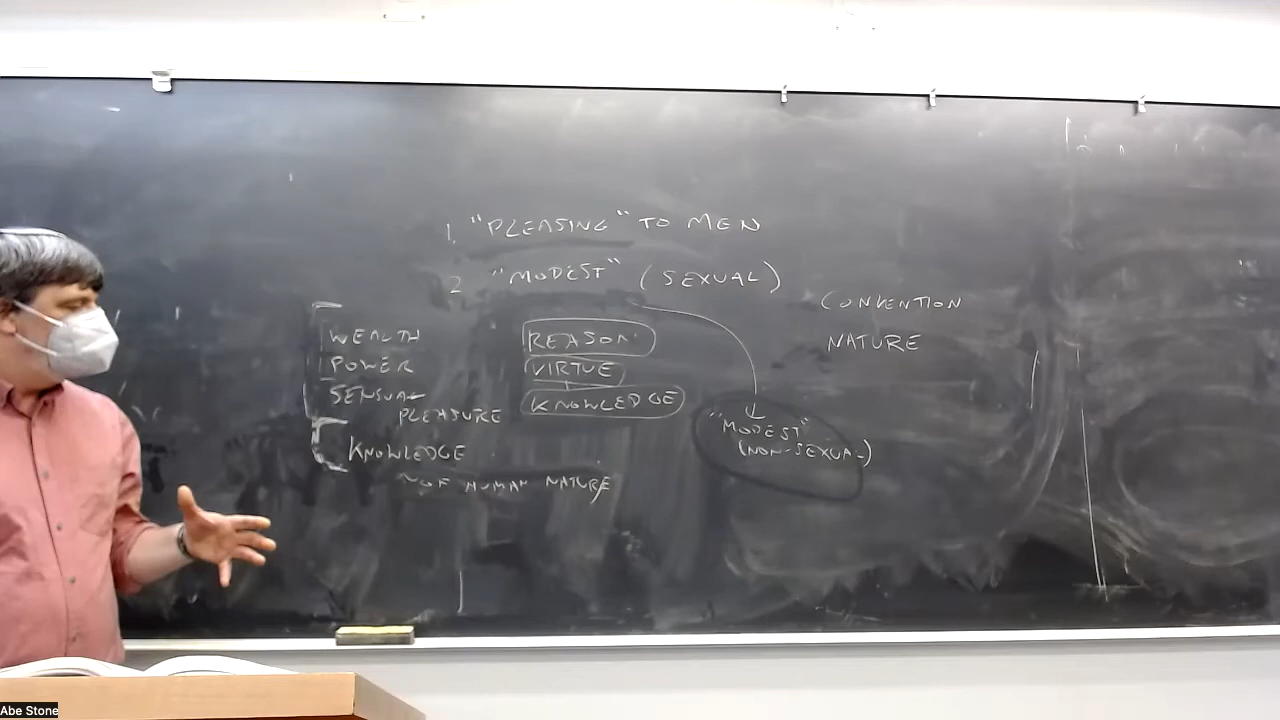 1. "PLEASING" TO MEN
2 "MODEST" (SEXUAL)
CONVENTION
NATURE
WEALTH
POWER
SENSUAL
PLEASURE
KNOWLEDGE
OF HUMAN NATURE
REASON
VIRTUE
KNOWLEDGE
"MODEST"
(NON-SEXUAL)
Abe Stone